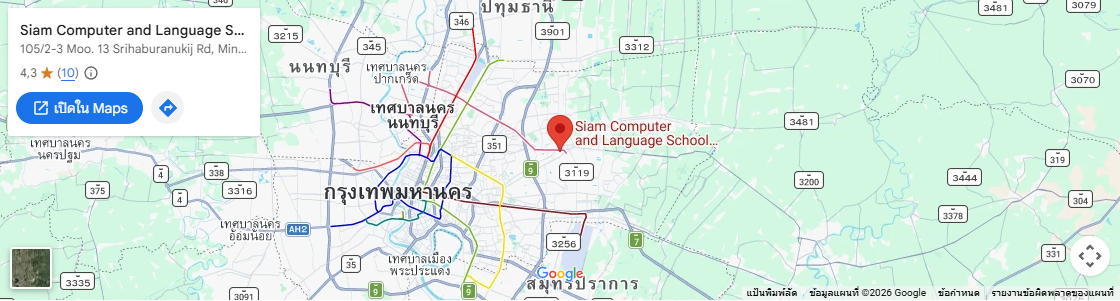 Siam Computer and Language S...
105/2-3 Moo. 13 Srihaburanukij Rd, Min...
4,3 ★ (10)
เปิดใน Maps
ปทุมธานี
346
3901
3481
3079
3215
345
3312
นนทบุรี
เทศบาลนคร
ปากเกร็ด
3070
เทศบาลนคร
นนทบุรี
Siam Computer
and Language School...
3481
351
เทศบาลนคร
นครปฐม
9
3119
319
4
338
375
3316
4
3200
3444
304
กรุงเทพมหานคร
3378
เทศบาลนคร
อ้อมน้อย
AH2
3256
7
331
เทศบาลเมือง
พระประแดง
35
3335
3091
9
9
Google
สมุทรปราการ
แป้นพิมพ์ลัด
ข้อมูลแผนที่ ©2026 Google
ข้อกำหนด
รายงานข้อผิดพลาดของแผนที่